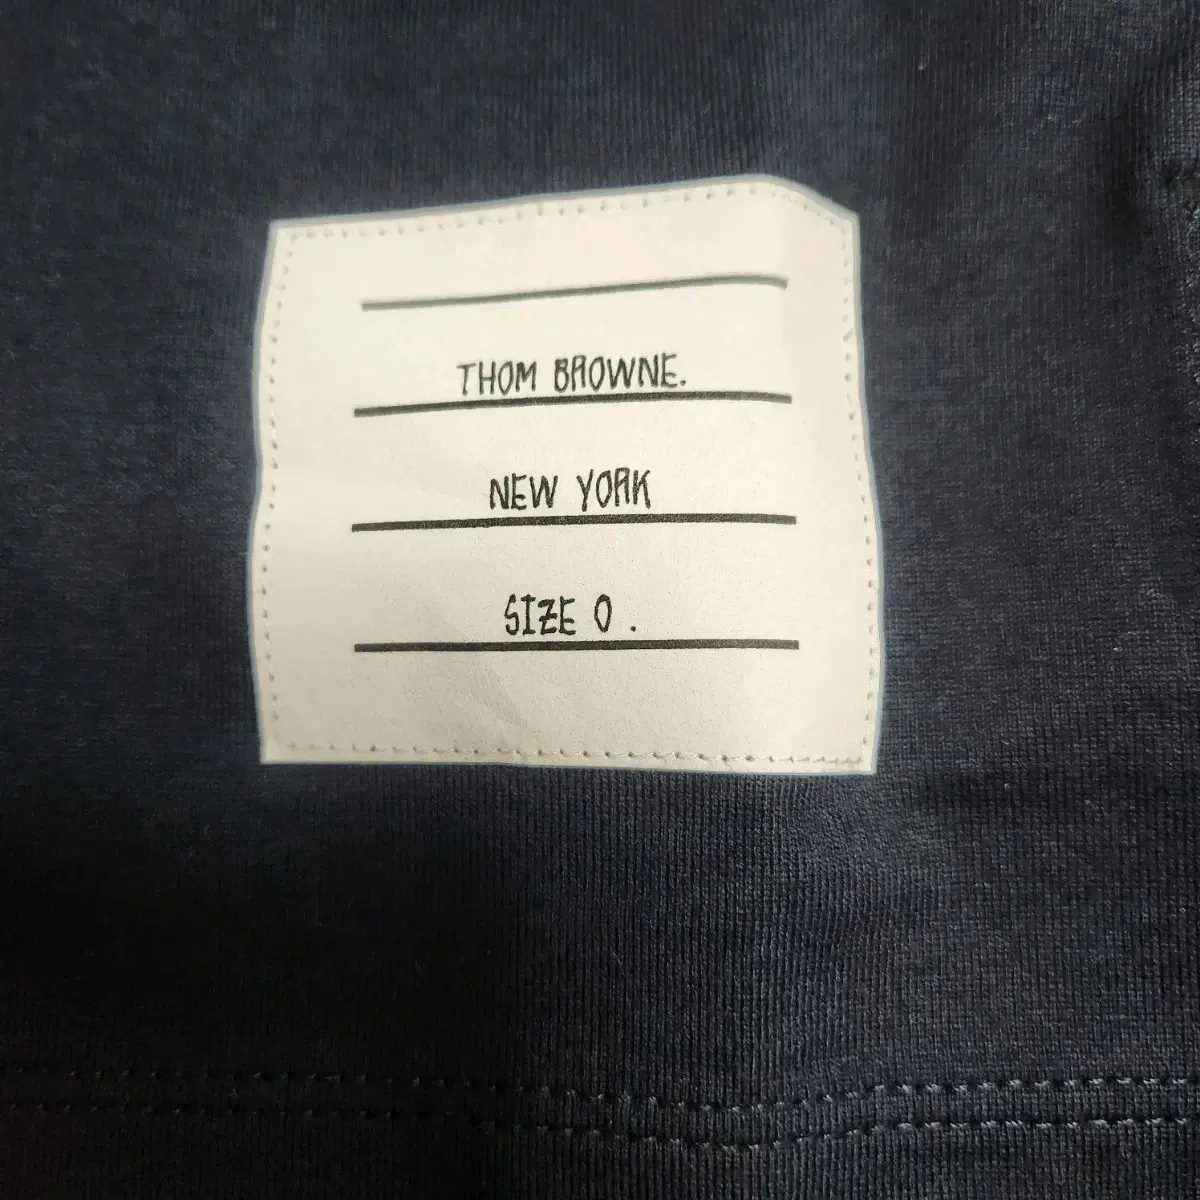 THOM BROWNE.
NEW YORK
SIZE 0.